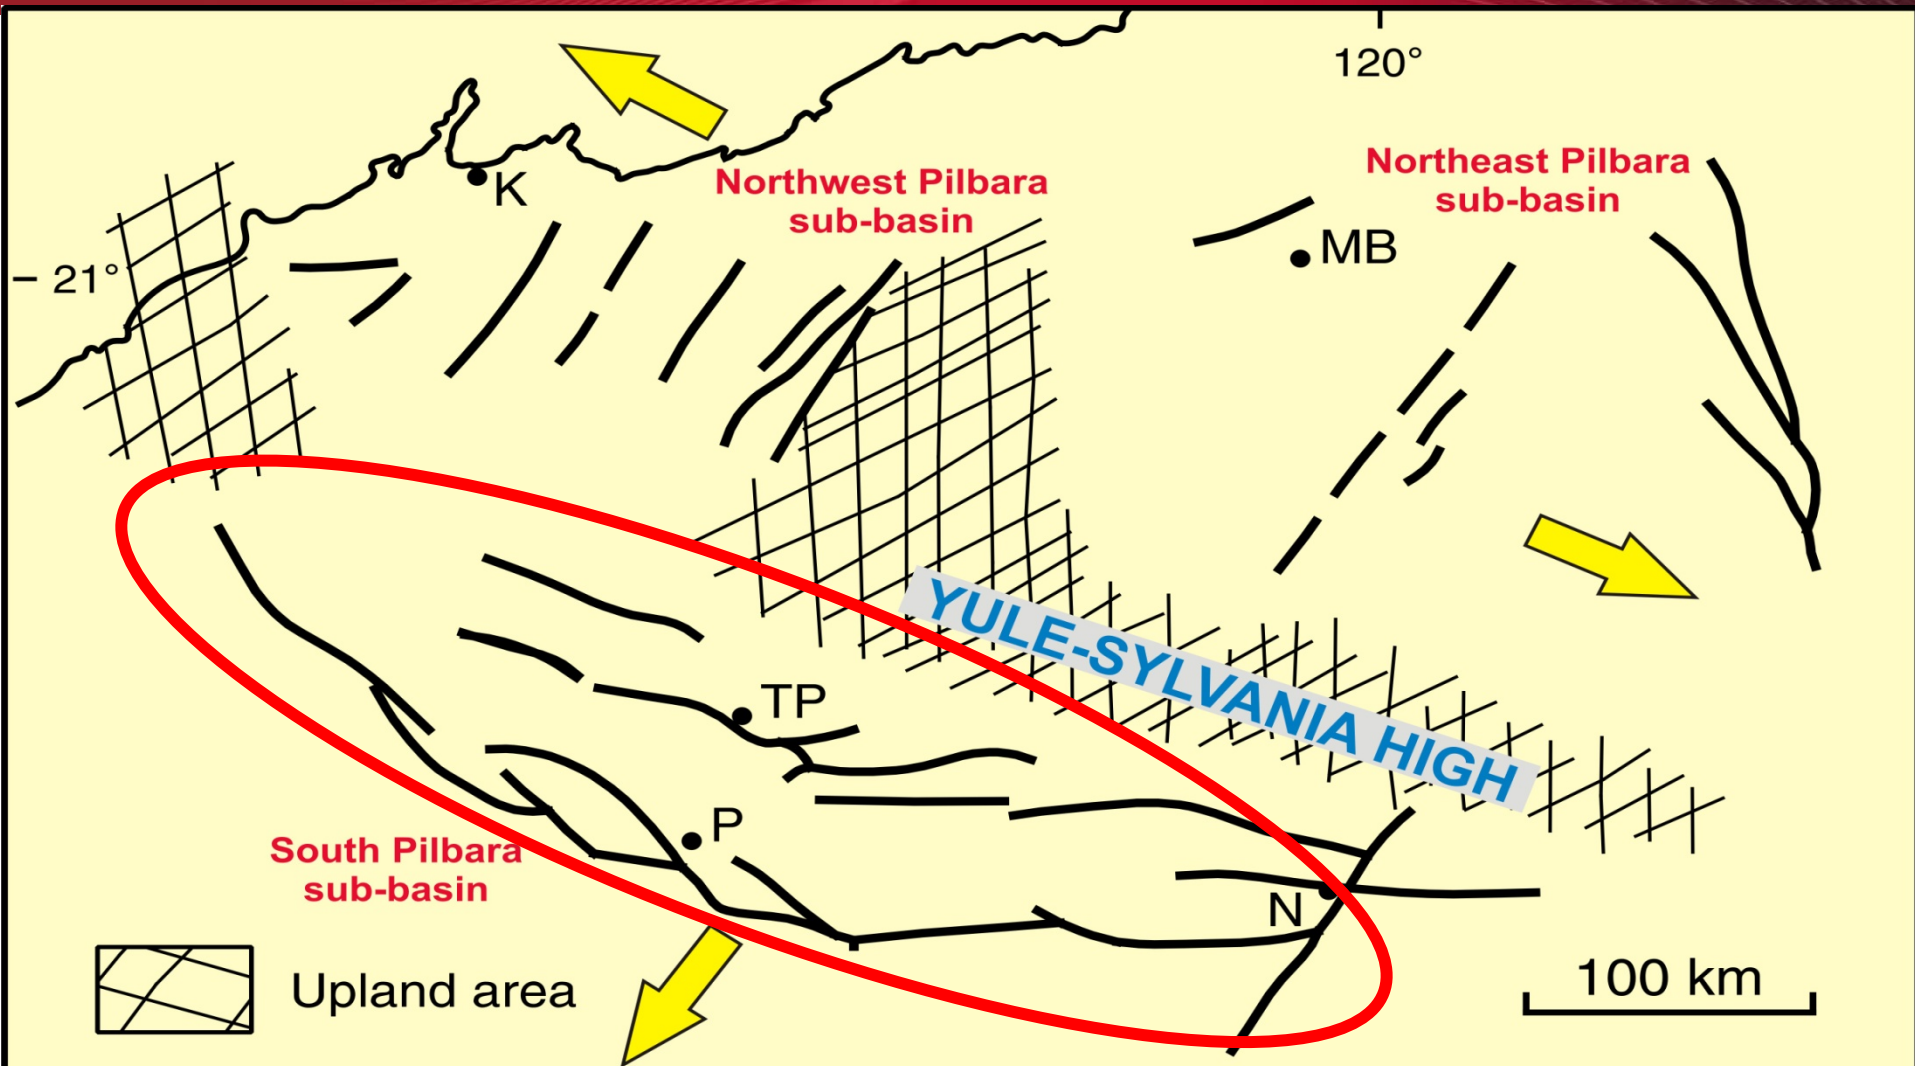 120°
K
Northwest Pilbara
sub-basin
Northeast Pilbara
sub-basin
MB
21°
YULE-SYLVANIA HIGH
TP
P
South Pilbara
sub-basin
N
Upland area
100 km